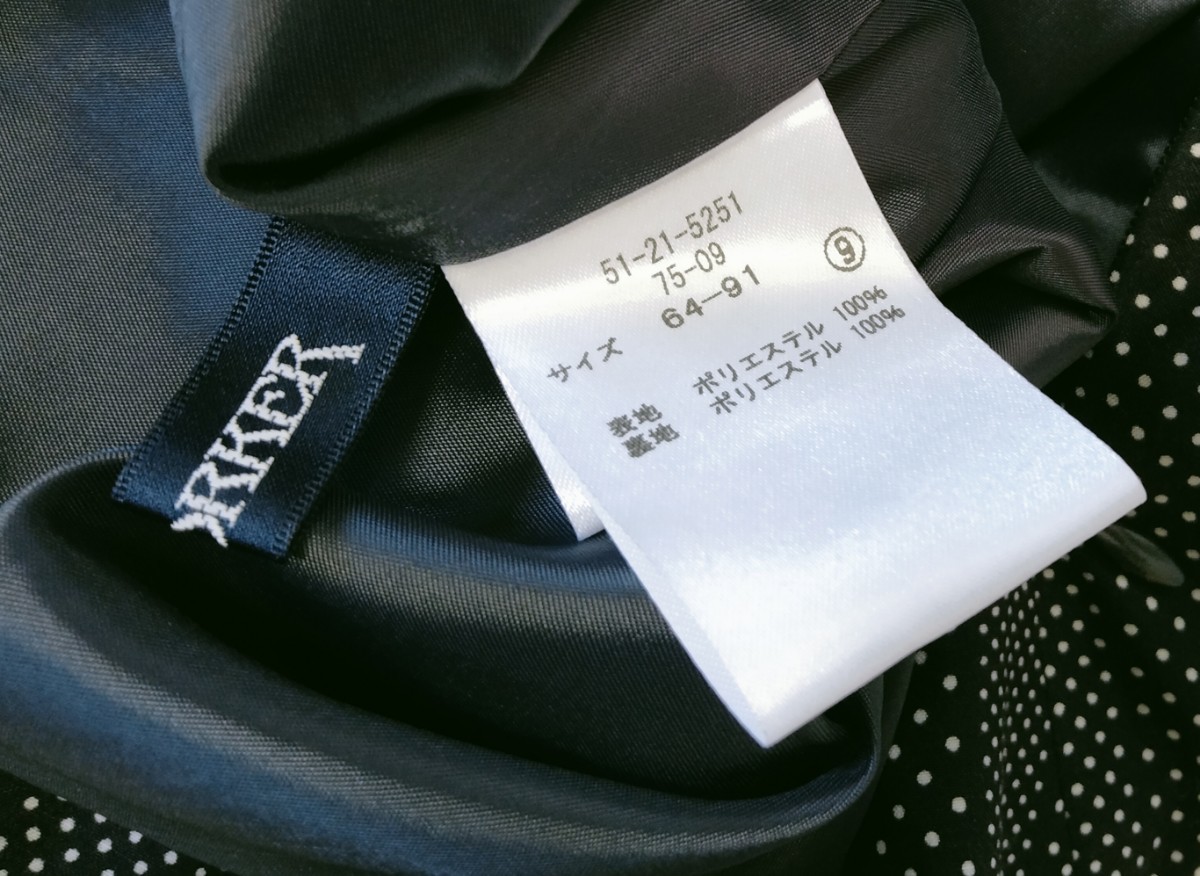 RKER
51-21-5251
75-09
サイズ 64-91 ⑨
表地 ポリエステル 100%
裏地 ポリエステル 100%